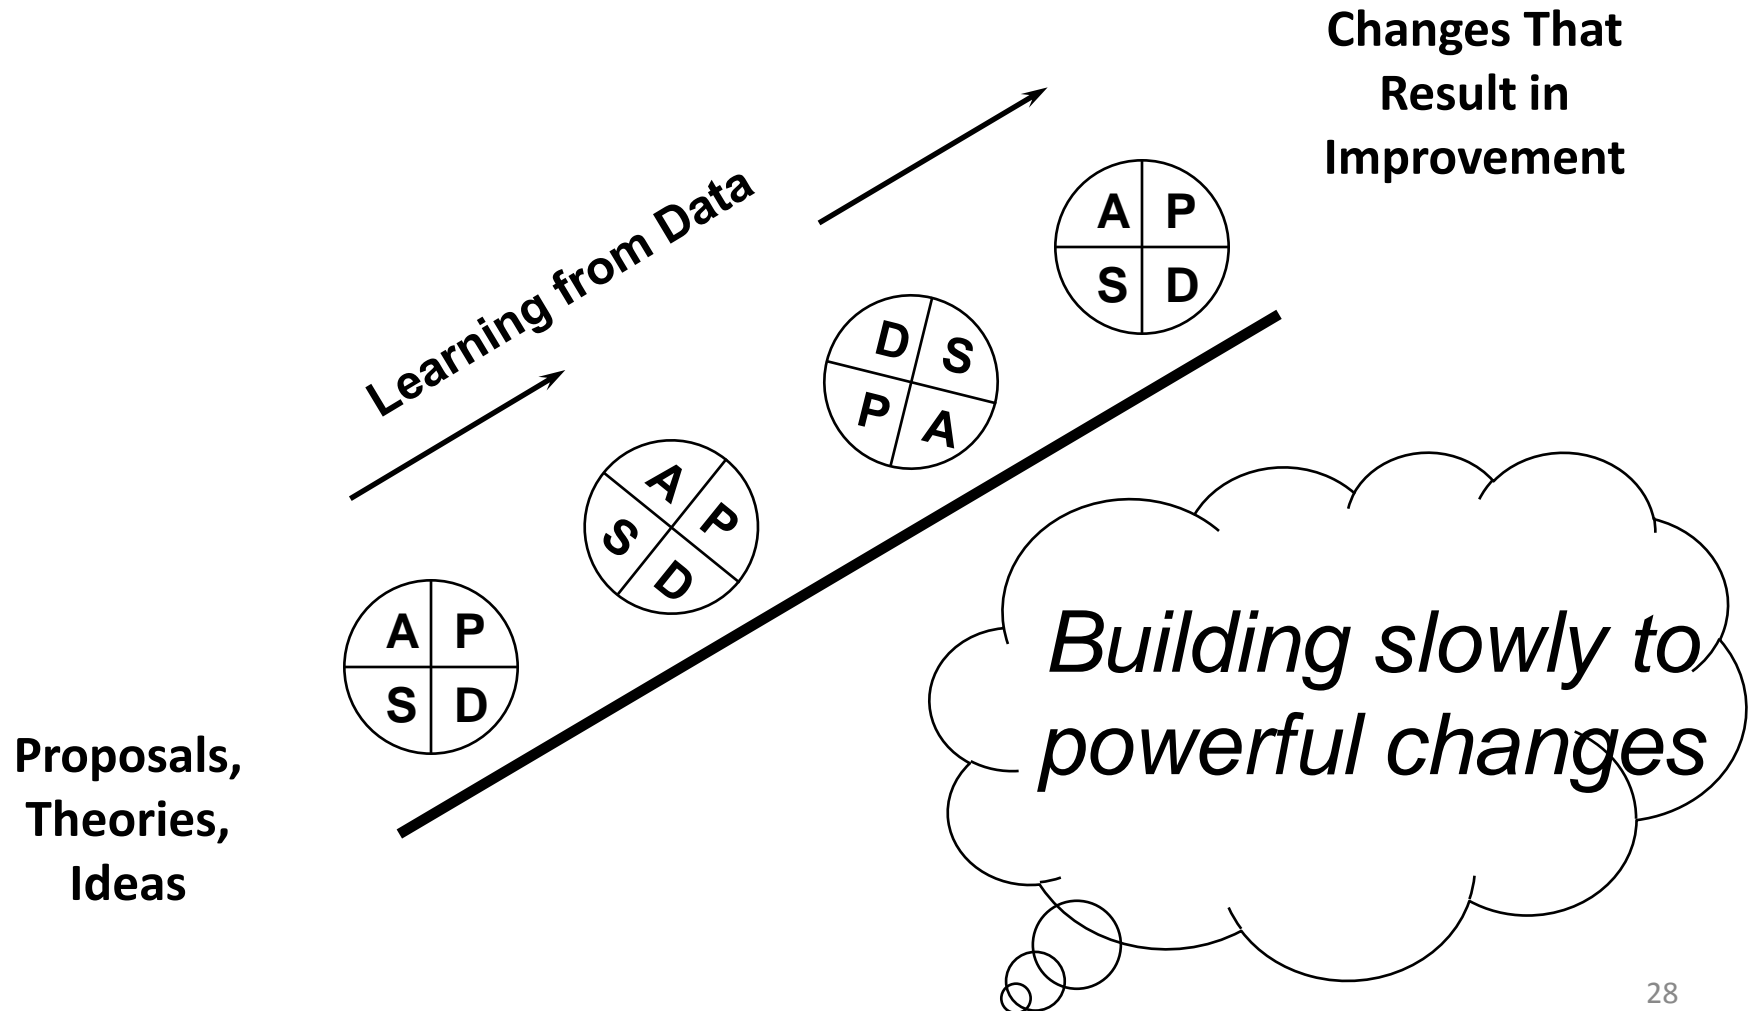 Changes That
Result in
Improvement
Learning from Data
A P
S D
D S
P A
A P
S D
A P
S D
Building slowly to
powerful changes
Proposals,
Theories,
Ideas
28